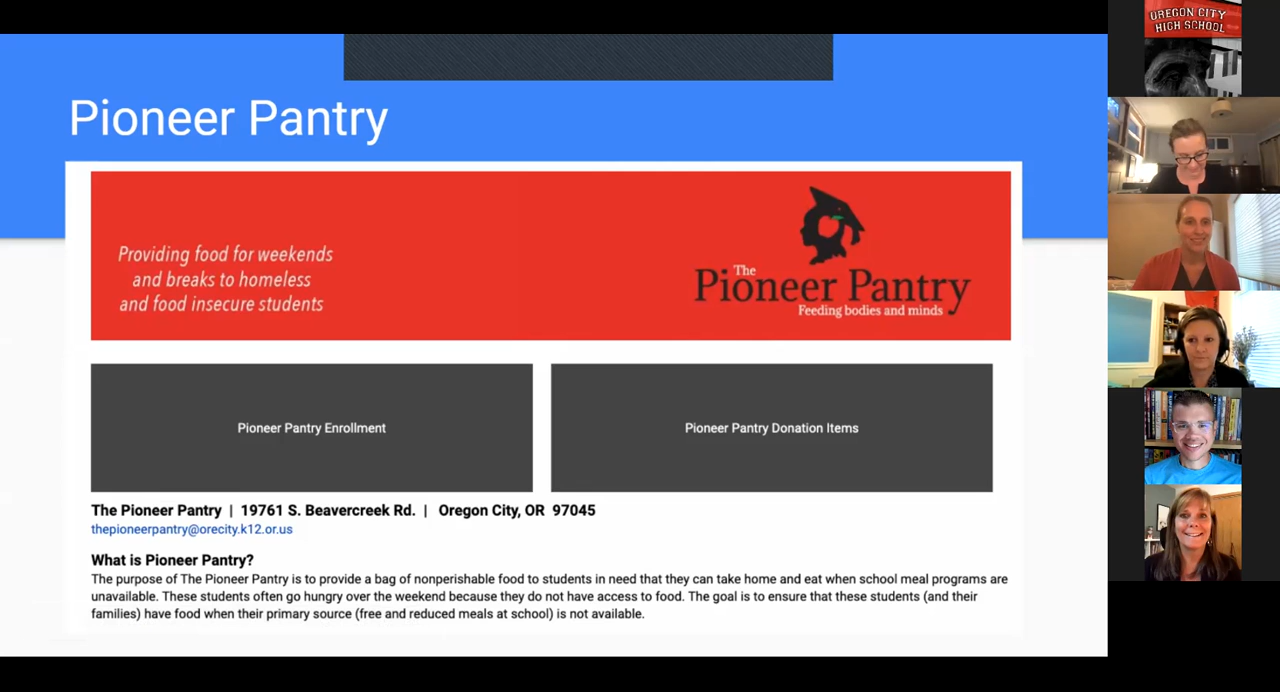 OREGON CITY
HIGH SCHOOL
Pioneer Pantry
Providing food for weekends
and breaks to homeless
and food insecure students
The
Pioneer Pantry
Feeding bodies and minds
Pioneer Pantry Enrollment
Pioneer Pantry Donation Items
The Pioneer Pantry | 19761 S. Beavercreek Rd. | Oregon City, OR 97045
thepioneerpantry@orecity.k12.or.us
What is Pioneer Pantry?
The purpose of The Pioneer Pantry is to provide a bag of nonperishable food to students in need that they can take home and eat when school meal programs are
unavailable. These students often go hungry over the weekend because they do not have access to food. The goal is to ensure that these students (and their
families) have food when their primary source (free and reduced meals at school) is not available.